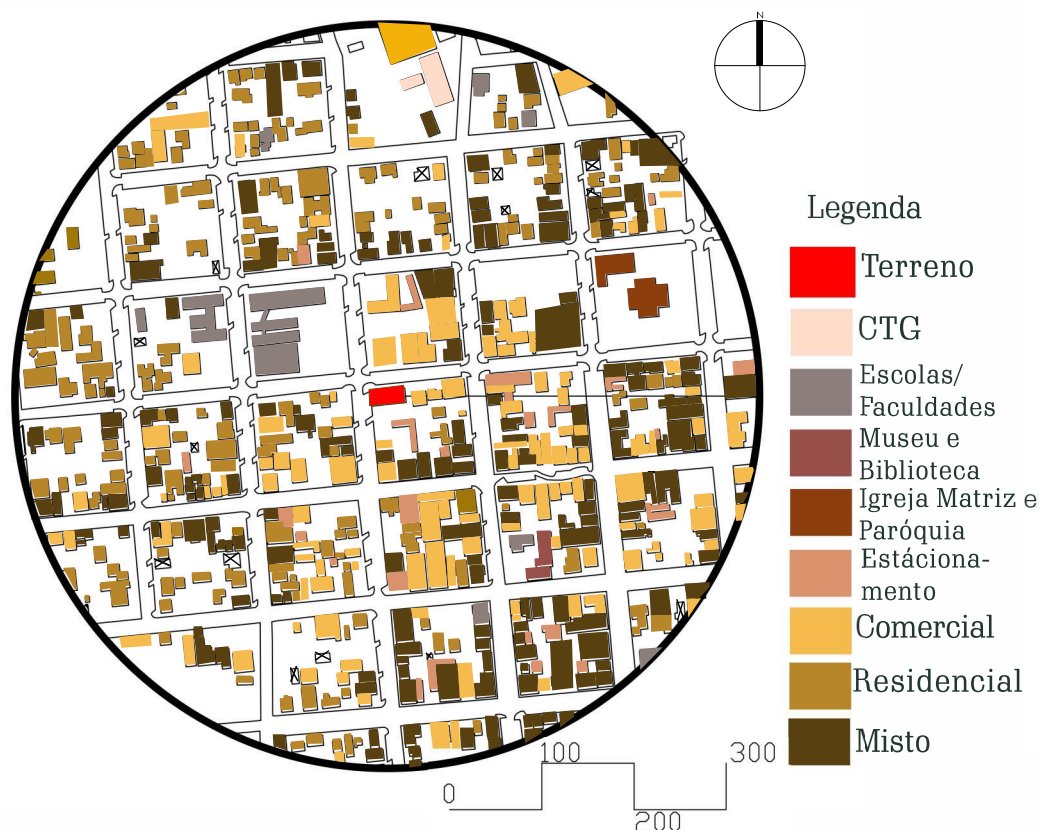 N
Legenda
Terreno
CTG
Escolas/
Faculdades
Museu e
Biblioteca
Igreja Matriz e
Paróquia
Estáciona-
mento
Comercial
Residencial
Misto
0
100
200
300